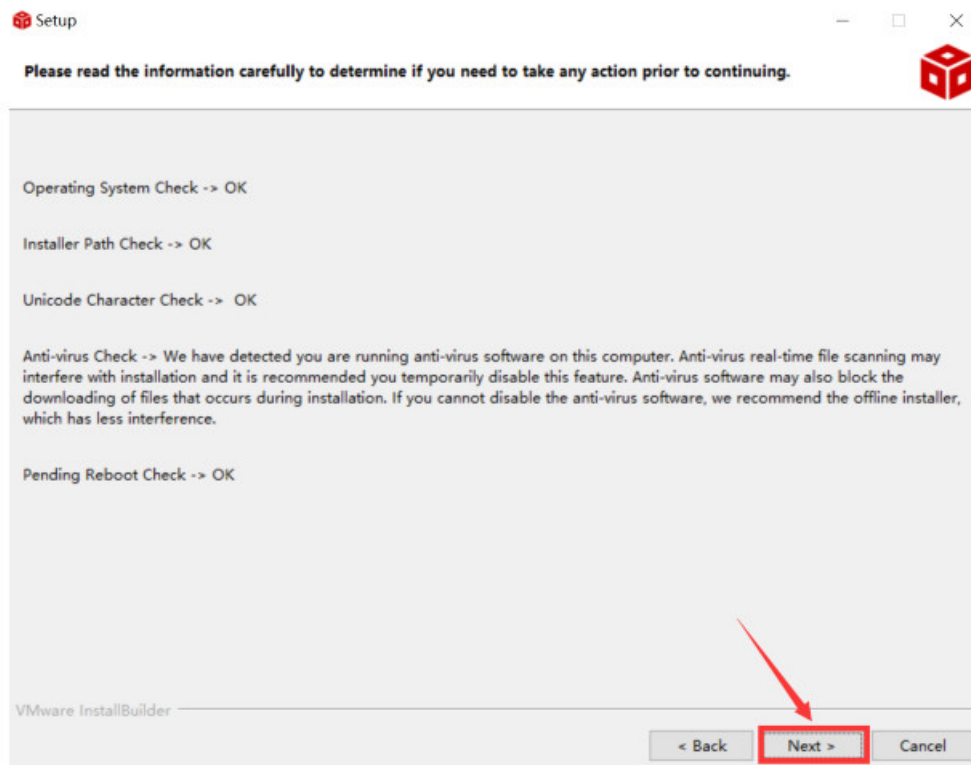 Setup
Please read the information carefully to determine if you need to take any action prior to continuing.
Operating System Check -> OK
Installer Path Check -> OK
Unicode Character Check ->  OK
Anti-virus Check -> We have detected you are running anti-virus software on this computer. Anti-virus real-time file scanning may
interfere with installation and it is recommended you temporarily disable this feature. Anti-virus software may also block the
downloading of files that occurs during installation. If you cannot disable the anti-virus software, we recommend the offline installer,
which has less interference.
Pending Reboot Check -> OK
VMware InstallBuilder
< Back Next > Cancel